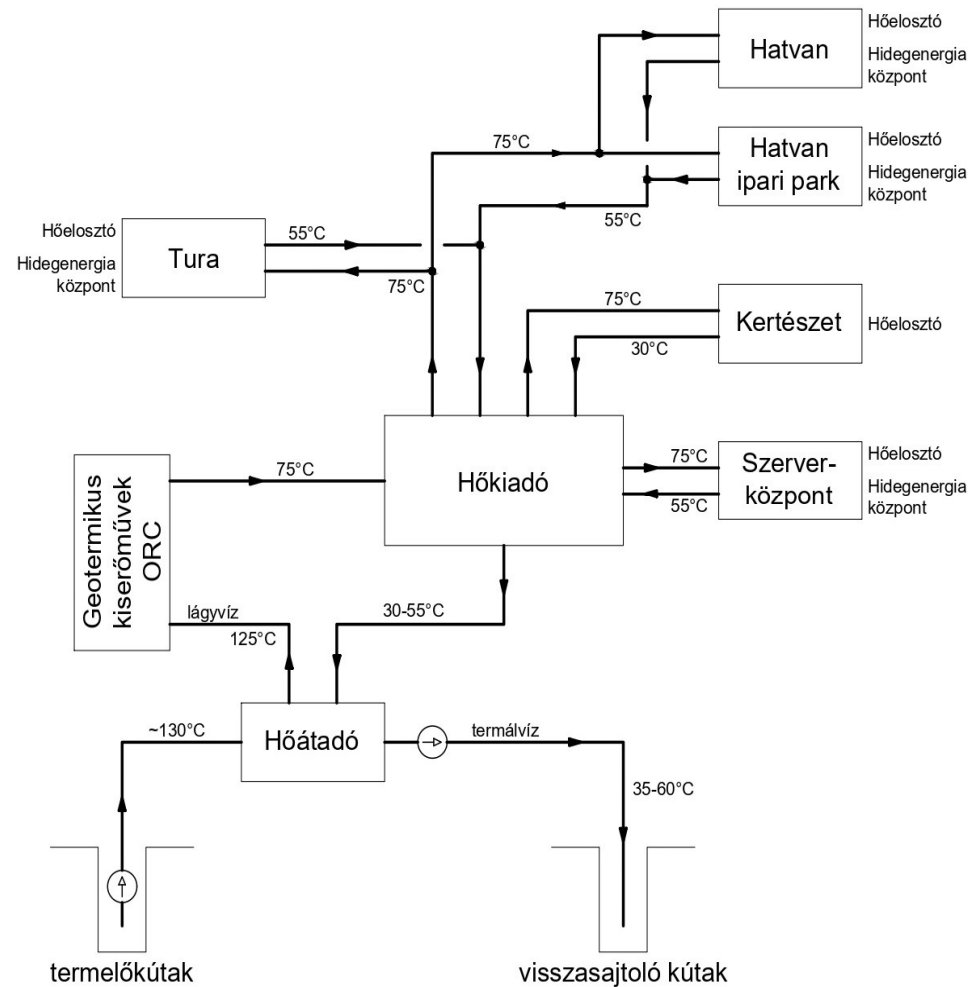 Hatvan
Hőelosztó
Hidegenergia
központ
75°C
Hatvan
ipari park
Hőelosztó
Hidegenergia
központ
55°C
Hőelosztó
Hidegenergia
központ
Tura
55°C
75°C
75°C
30°C
Kertészet
Hőelosztó
Geotermikus
kiserőművek
ORC
75°C
Hőkiadó
75°C
55°C
Szerver-
központ
Hőelosztó
Hidegenergia
központ
lágyvíz
125°C
30-55°C
~130°C
Hőátadó
termálvíz
35-60°C
termelőkútak
visszasajtoló kútak